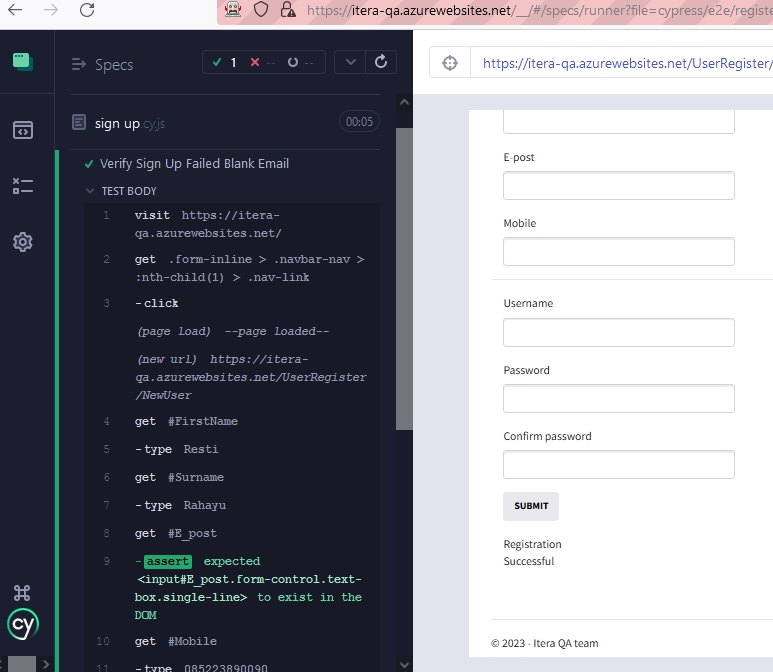 https://itera-qa.azurewebsites.net/__/#/specs/runner?file=cypress/e2e/registe
Specs
1 -- --
https://itera-qa.azurewebsites.net/UserRegister/
sign up.cy.js
00:05
Verify Sign Up Failed Blank Email
TEST BODY
1 visit https://itera-
qa.azurewebsites.net/
2 get .form-inline > .navbar-nav >
:nth-child(1) > .nav-link
3 -click
(page load) --page loaded--
(new url) https://itera-
qa.azurewebsites.net/UserRegister
/NewUser
4 get #FirstName
5 -type Resti
6 get #Surname
7 -type Rahayu
8 get #E_post
9 -assert expected
<input#E_post.form-control.text-
box.single-line> to exist in the
DOM
10 get #Mobile
11 -type 085223890090
cy
E-post
Mobile
Username
Password
Confirm password
SUBMIT
Registration
Successful
© 2023 - Itera QA team